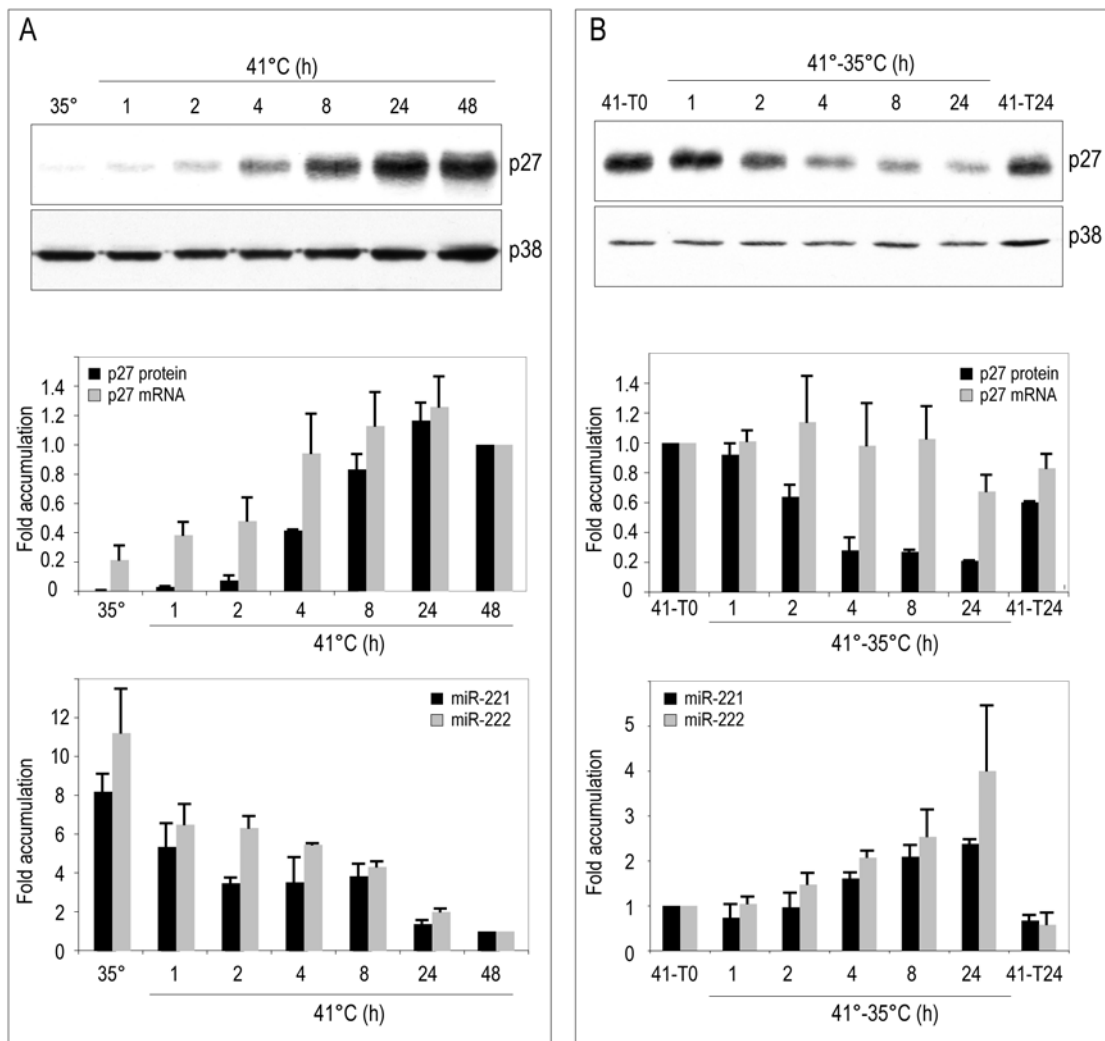 A
41°C (h)
35° 1 2 4 8 24 48
p27
p38
p27 protein
p27 mRNA
Fold accumulation
1.4
1.2
1.0
0.8
0.6
0.4
0.2
0
35° 1 2 4 8 24 48
41°C (h)
miR-221
miR-222
Fold accumulation
12
10
8
6
4
2
0
35° 1 2 4 8 24 48
41°C (h)
B
41°-35°C (h)
41-T0 1 2 4 8 24 41-T24
p27
p38
p27 protein
p27 mRNA
Fold accumulation
1.4
1.2
1.0
0.8
0.6
0.4
0.2
0
41-T0 1 2 4 8 24 41-T24
41°-35°C (h)
miR-221
miR-222
Fold accumulation
5
4
3
2
1
0
41-T0 1 2 4 8 24 41-T24
41°-35°C (h)